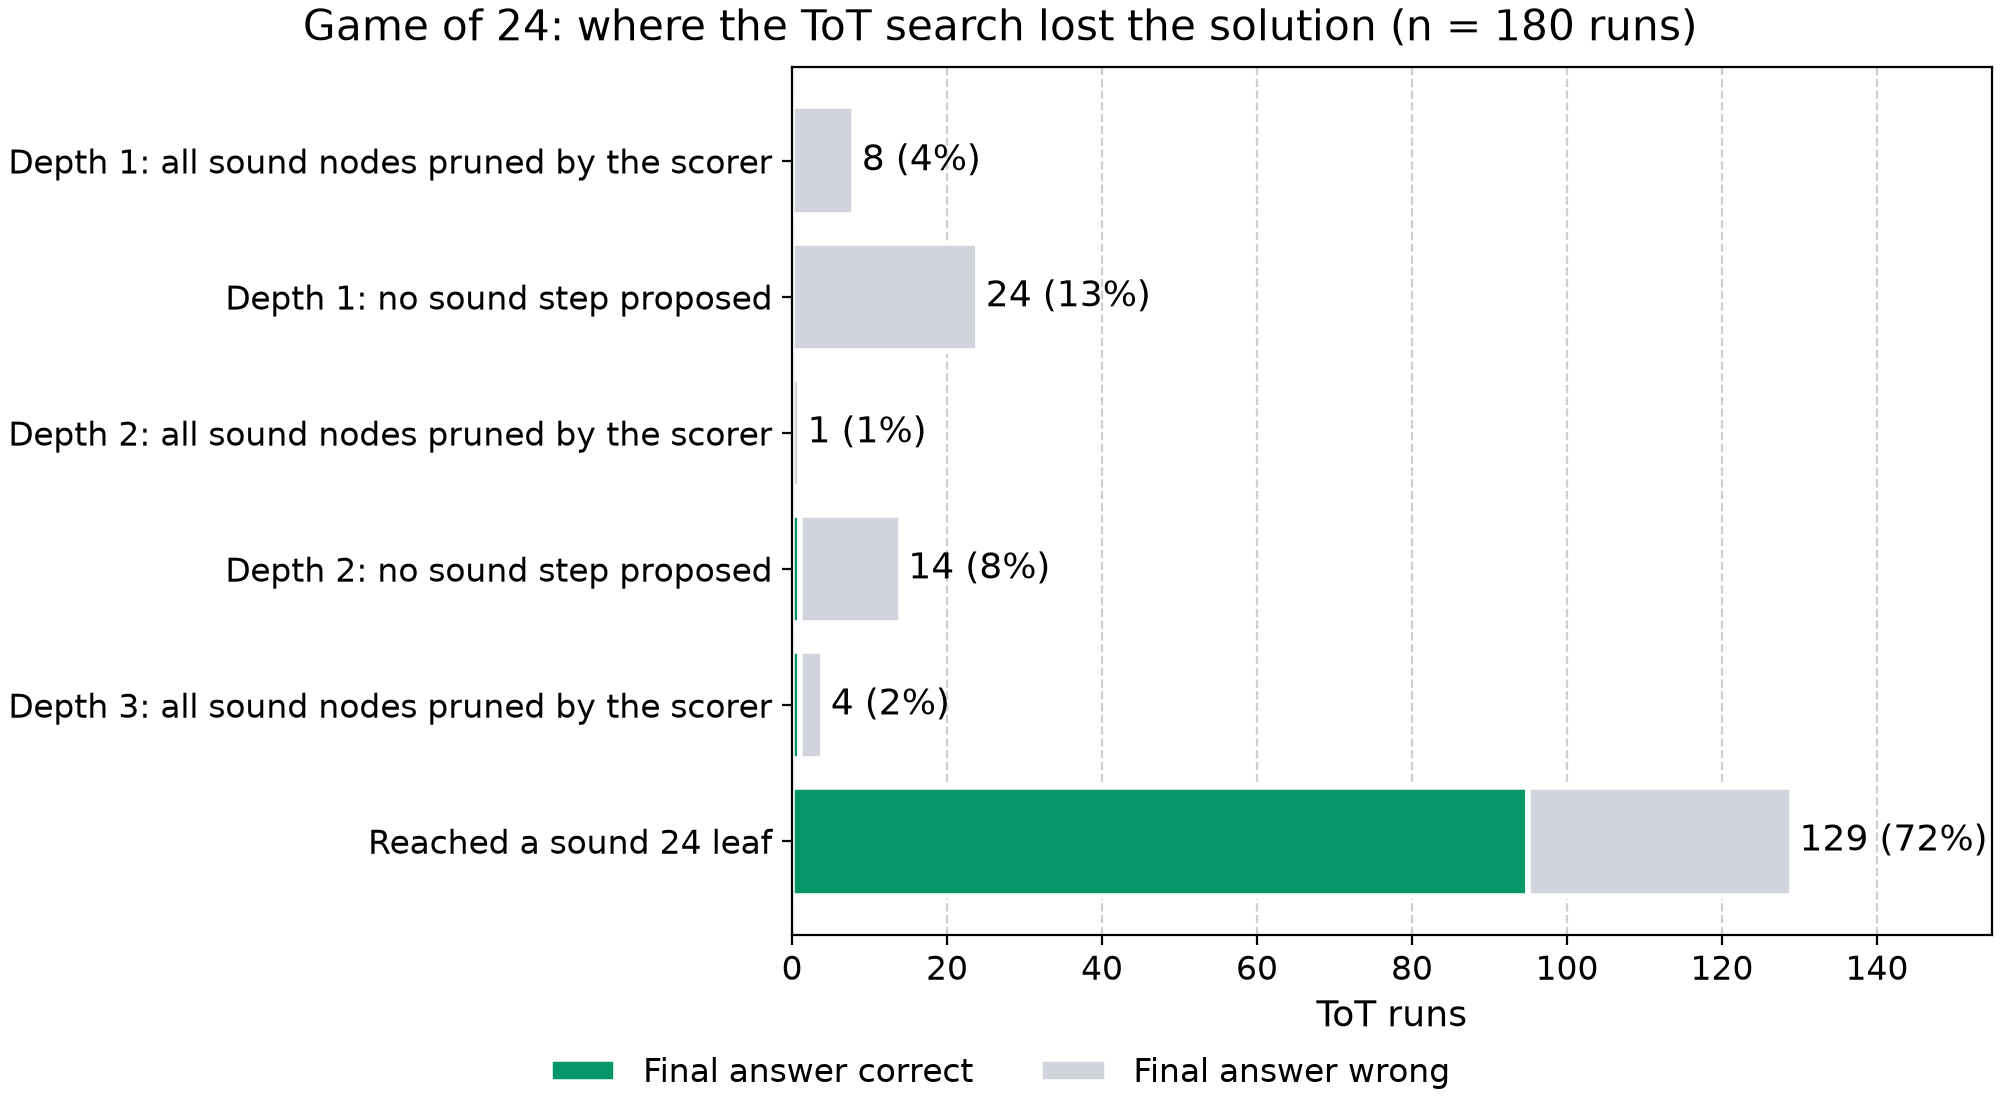 Game of 24: where the ToT search lost the solution (n = 180 runs)
Depth 1: all sound nodes pruned by the scorer
8 (4%)
Depth 1: no sound step proposed
24 (13%)
Depth 2: all sound nodes pruned by the scorer
1 (1%)
Depth 2: no sound step proposed
14 (8%)
Depth 3: all sound nodes pruned by the scorer
4 (2%)
Reached a sound 24 leaf
129 (72%)
0 20 40 60 80 100 120 140
ToT runs
Final answer correct
Final answer wrong